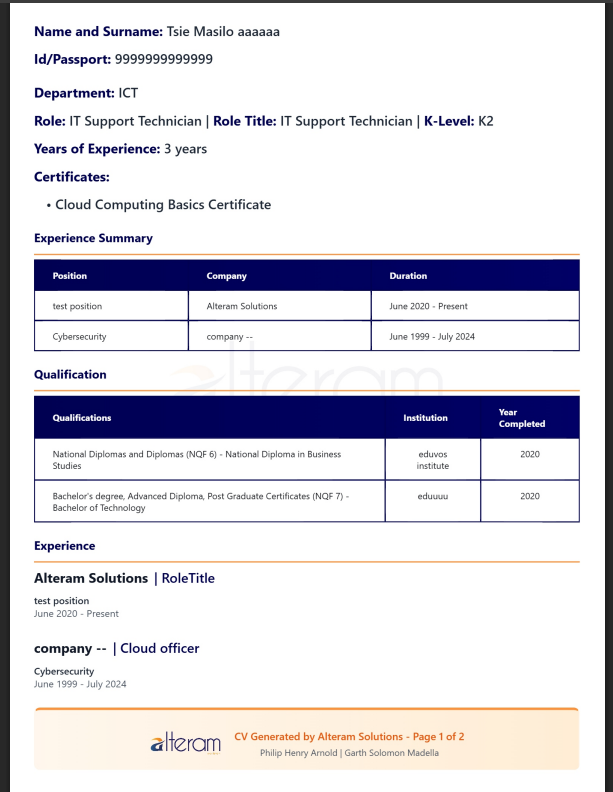 Name and Surname: Tsie Masilo aaaaaa
Id/Passport: 9999999999999
Department: ICT
Role: IT Support Technician | Role Title: IT Support Technician | K-Level: K2
Years of Experience: 3 years
Certificates:
• Cloud Computing Basics Certificate
Experience Summary
Position Company Duration
test position Alteram Solutions June 2020 - Present
Cybersecurity company -- June 1999 - July 2024
alteram
Qualification
Qualifications Institution Year
Completed
National Diplomas and Diplomas (NQF 6) - National Diploma in Business eduvos 2020
Studies institute
Bachelor's degree, Advanced Diploma, Post Graduate Certificates (NQF 7) - eduuuu 2020
Bachelor of Technology
Experience
Alteram Solutions | RoleTitle
test position
June 2020 - Present
company -- | Cloud officer
Cybersecurity
June 1999 - July 2024
alteram CV Generated by Alteram Solutions - Page 1 of 2
Philip Henry Arnold | Garth Solomon Madella